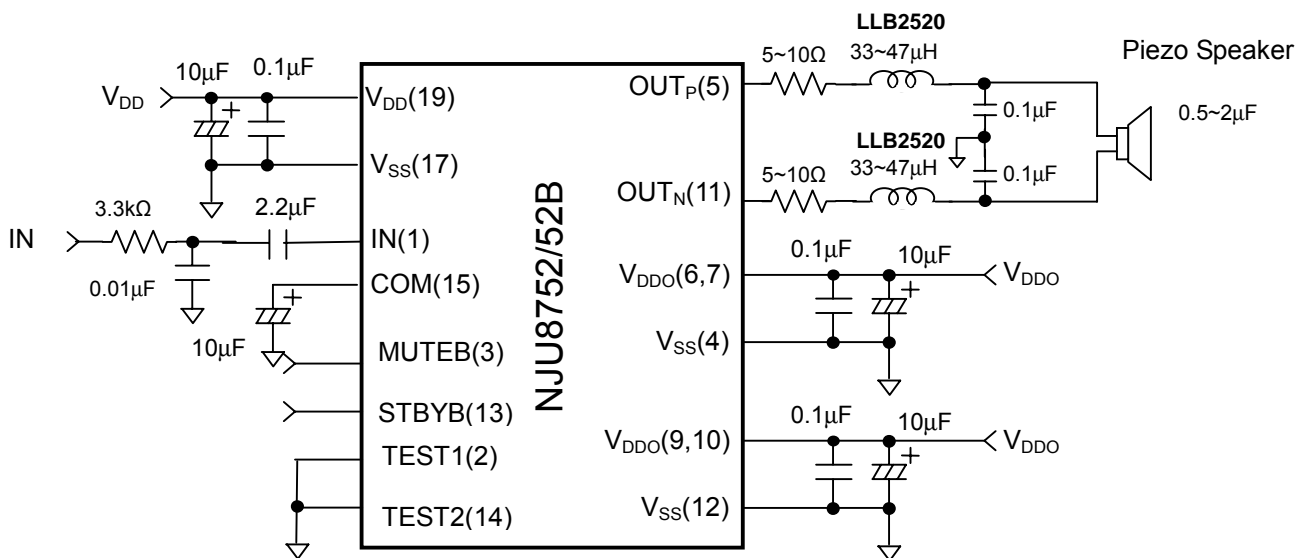 LLB2520
5~10Ω
33~47µH
Piezo Speaker
10µF
0.1µF
V_DD
+
V_DD(19)
OUT_P(5)
0.1µF
0.5~2µF
LLB2520
V_SS(17)
5~10Ω
33~47µH
0.1µF
OUT_N(11)
3.3kΩ
2.2µF
IN
IN(1)
0.01µF
COM(15)
+
10µF
NJU8752/52B
0.1µF
10µF
V_DDO(6,7)
V_DDO
+
MUTEB(3)
V_SS(4)
STBYB(13)
0.1µF
10µF
V_DDO(9,10)
V_DDO
+
TEST1(2)
TEST2(14)
V_SS(12)